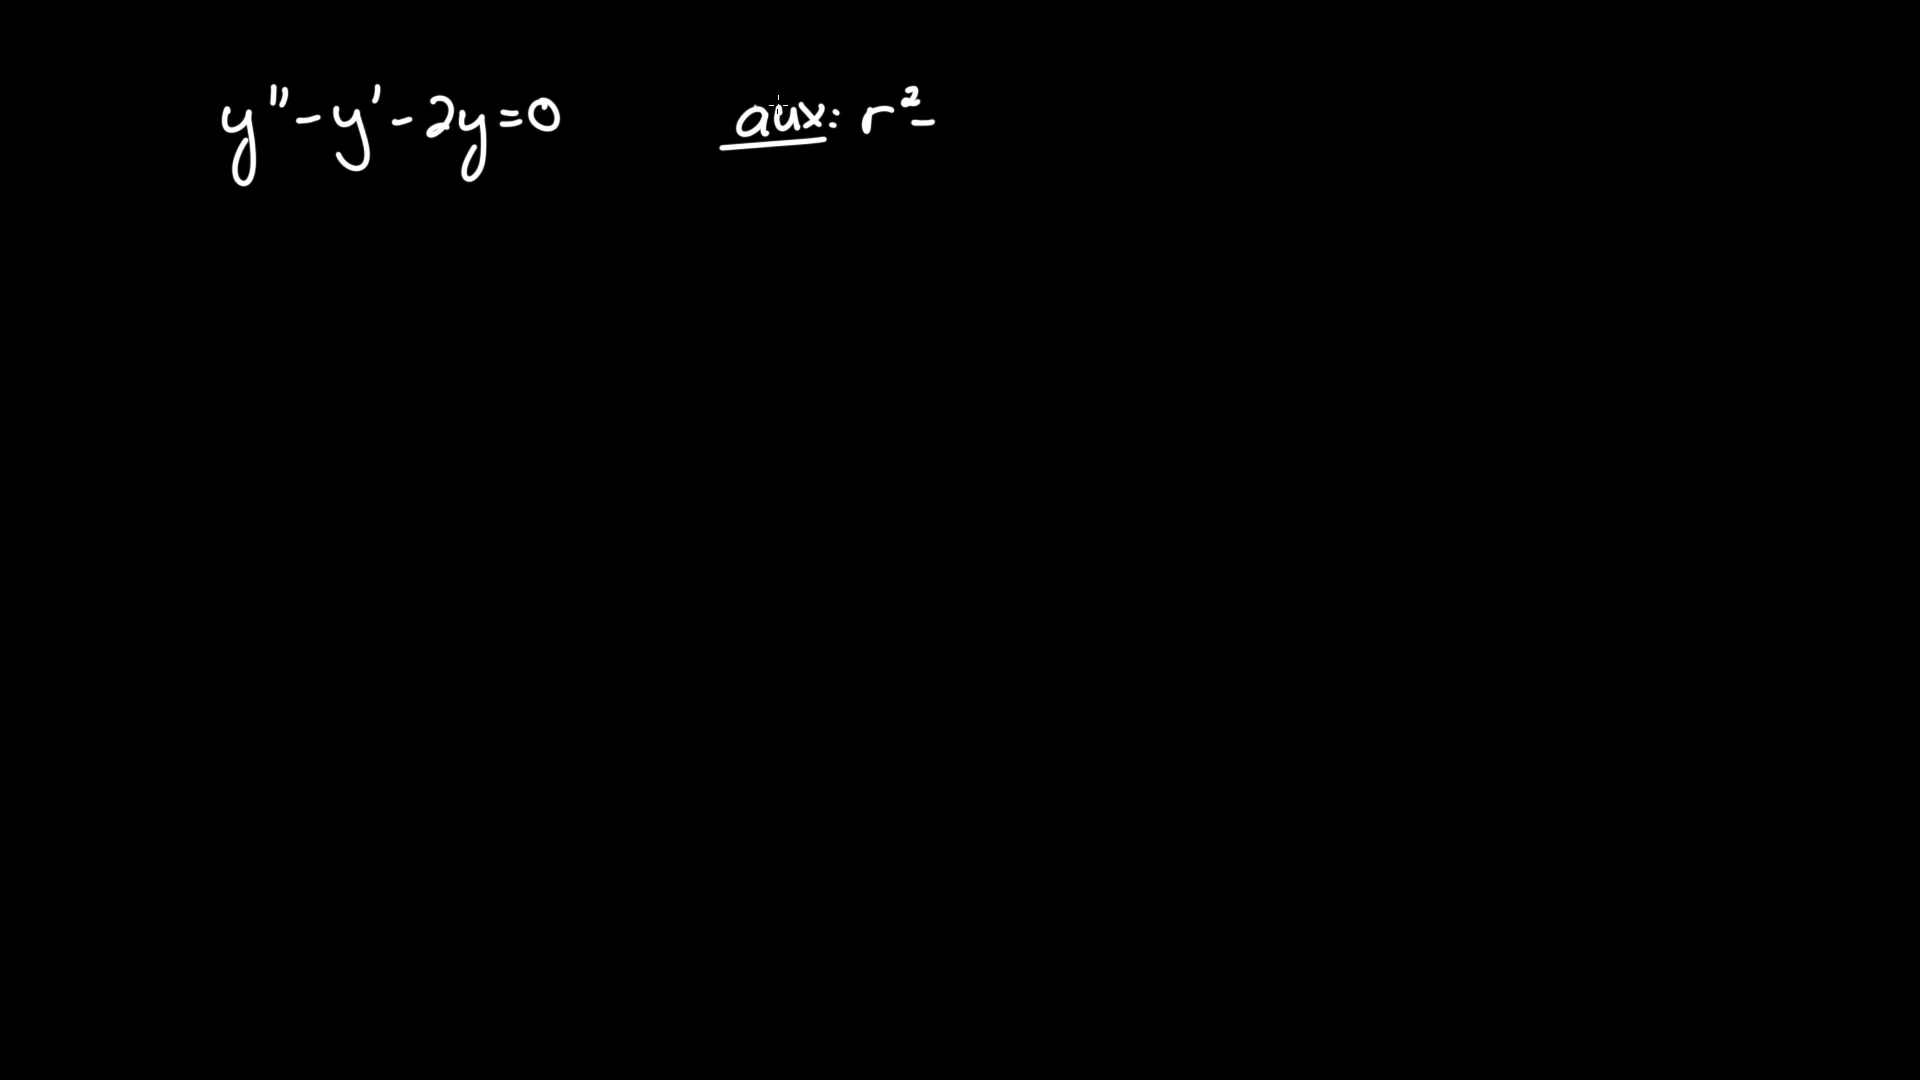 y'' - y' - 2y = 0 aux: r² -